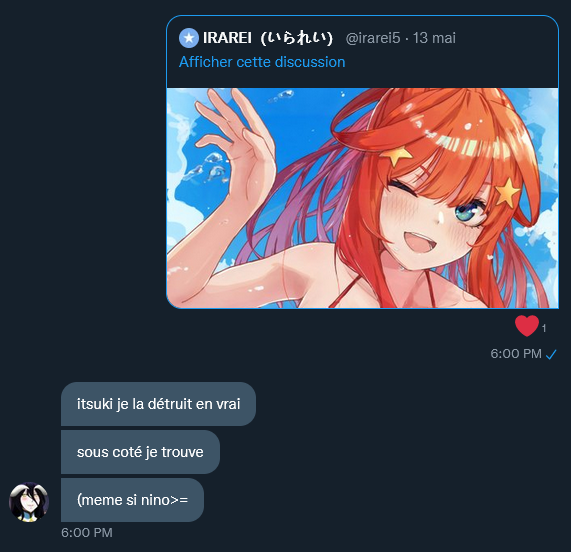 IRAREI（いられい） @irarei5 · 13 mai
Afficher cette discussion
1
6:00 PM
itsuki je la détruit en vrai
sous coté je trouve
(meme si nino>=
6:00 PM